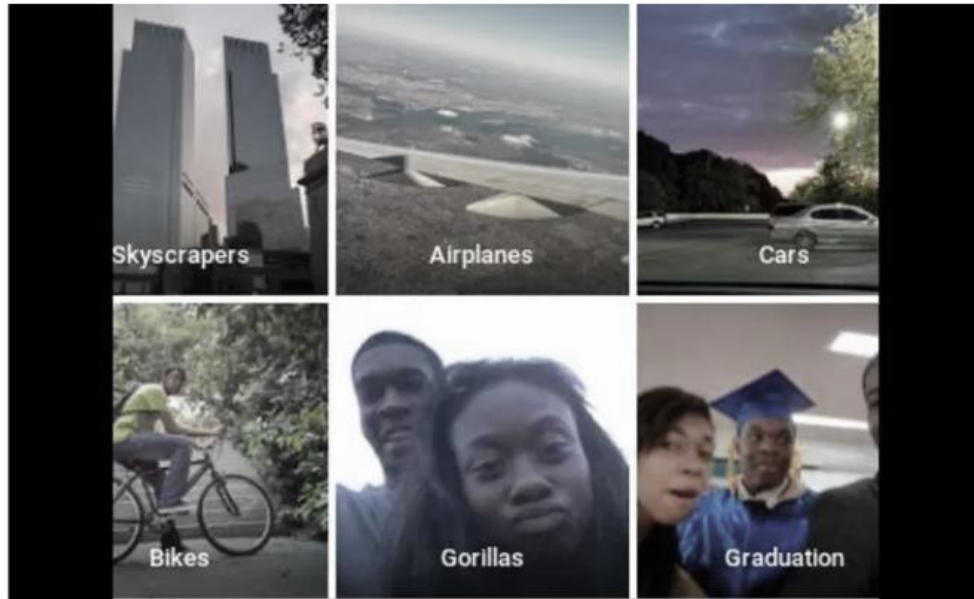 Skyscrapers
Airplanes
Cars
Bikes
Gorillas
Graduation